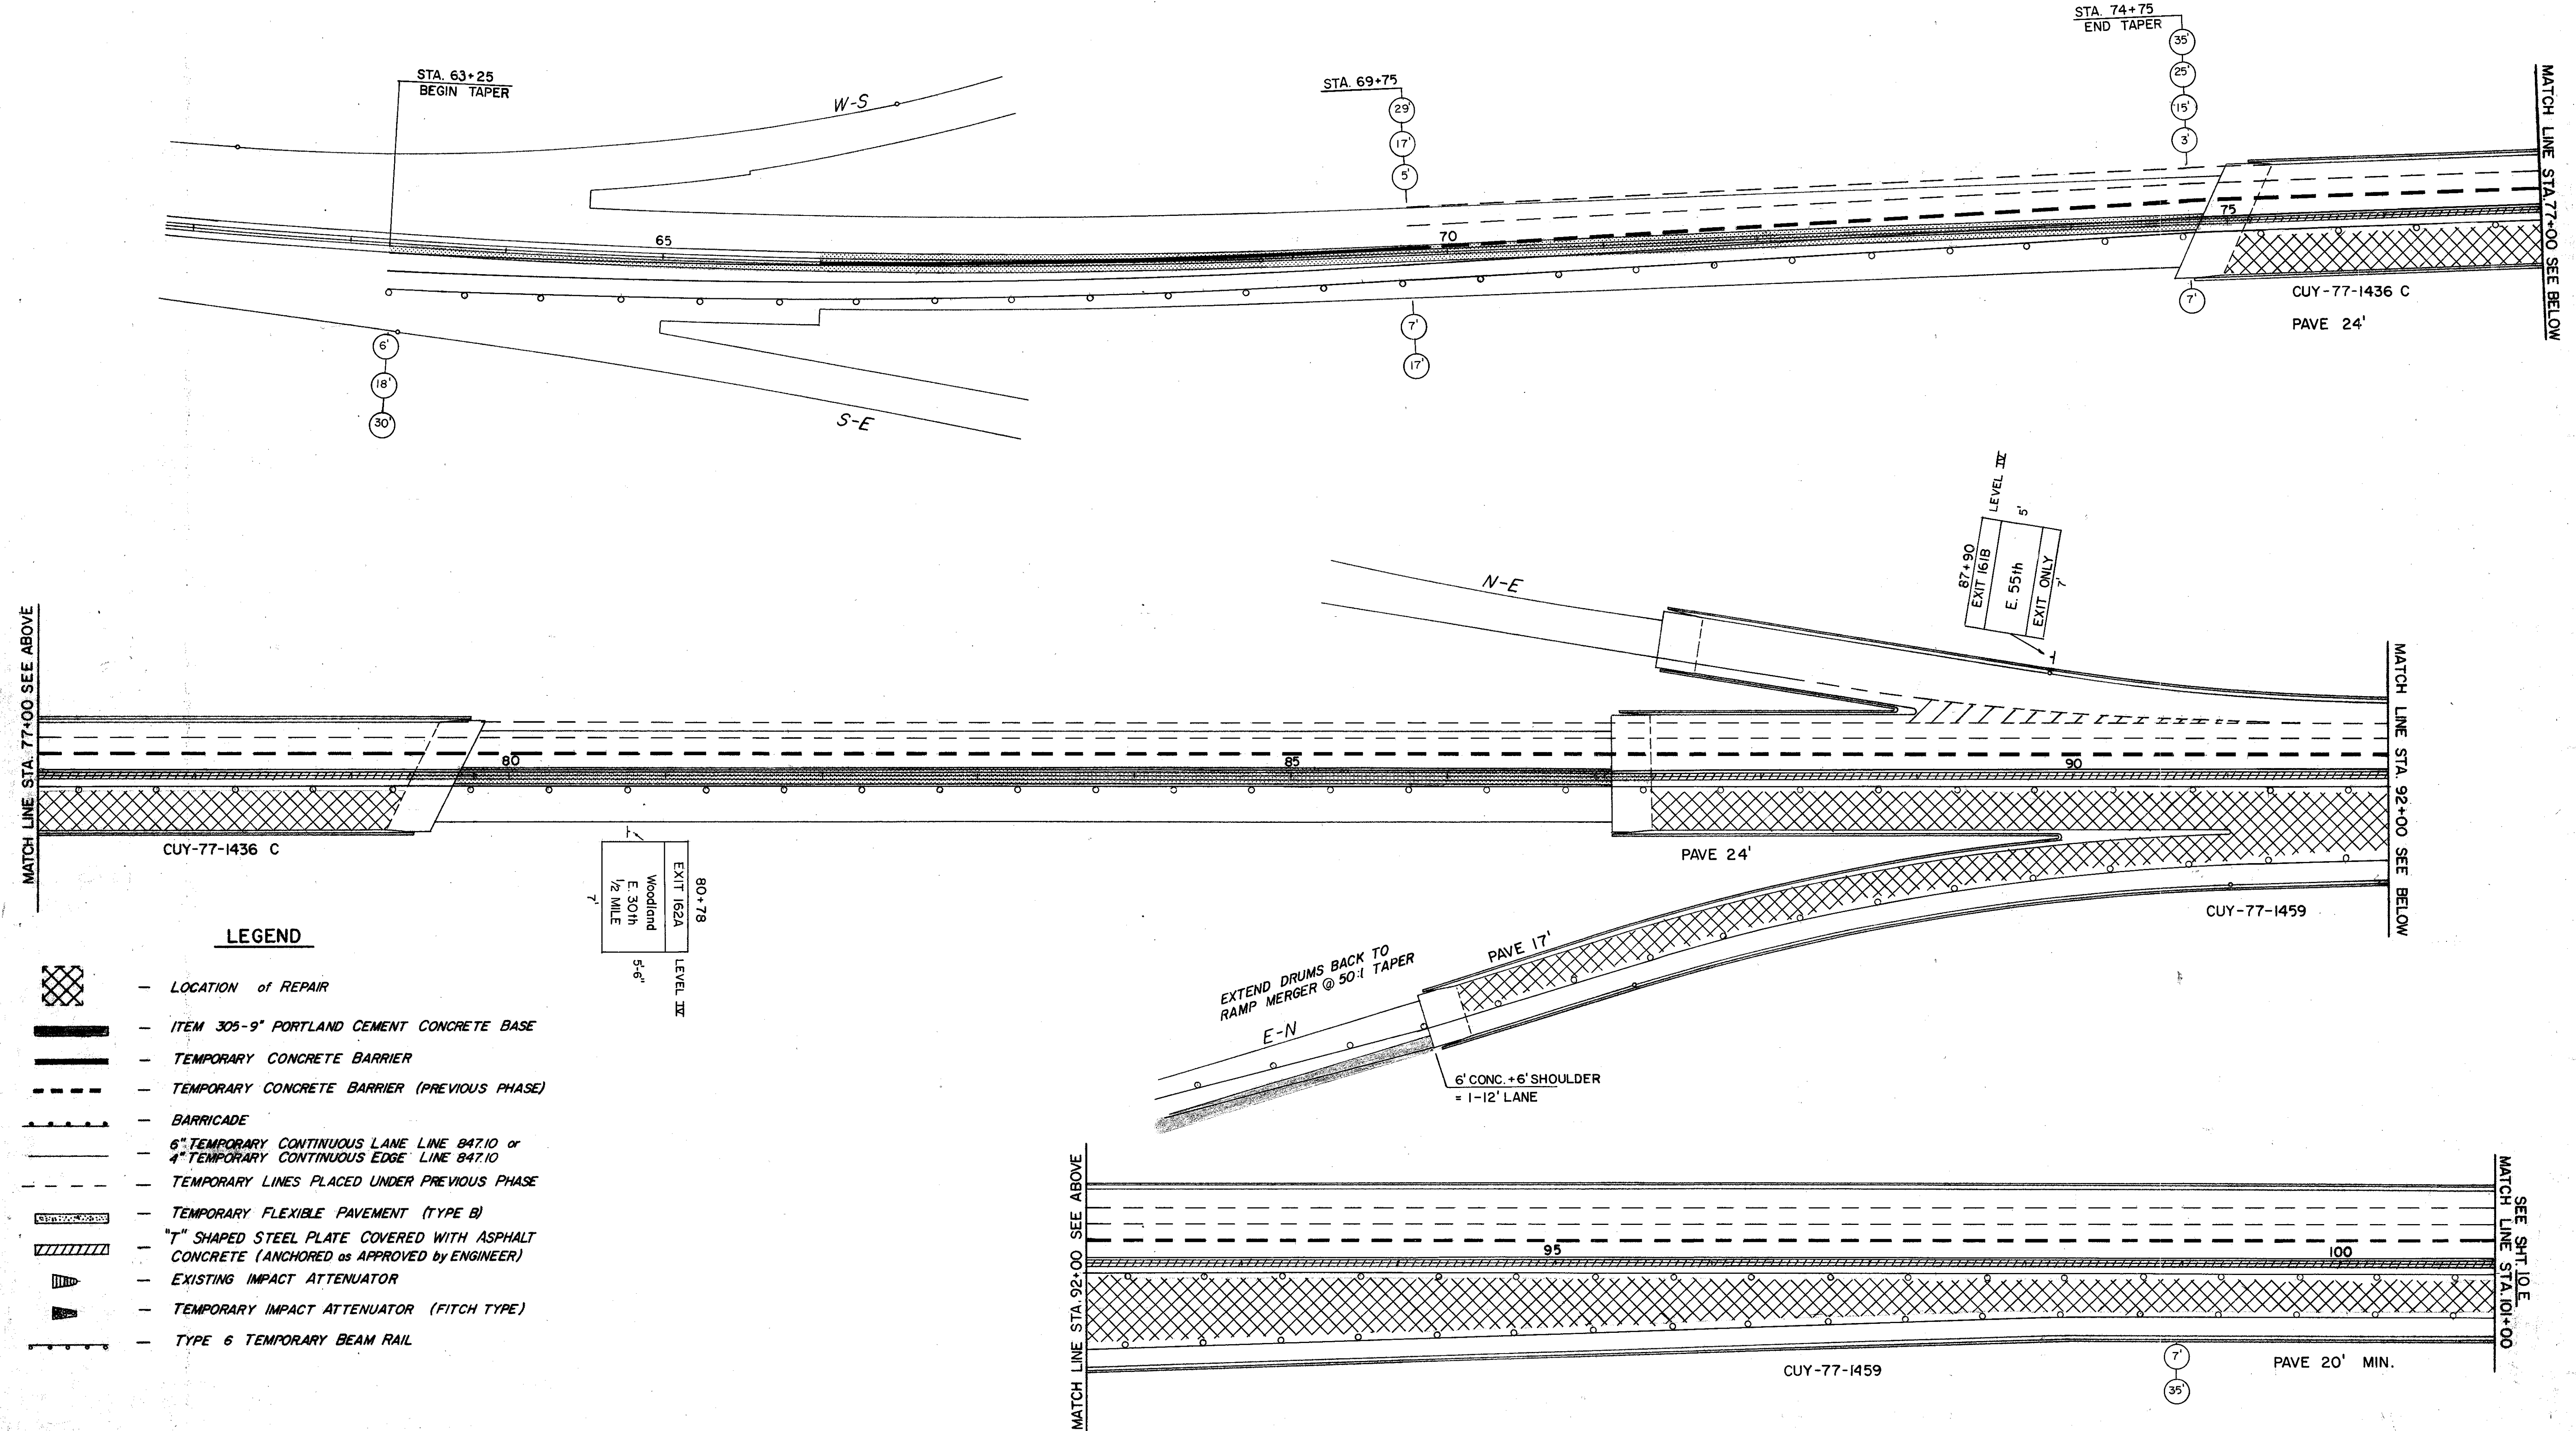 STA. 63+25
BEGIN TAPER
W-S
STA. 69+75
29'
17'
5'
STA. 74+75
END TAPER
35'
25'
15'
3'
MATCH LINE STA. 77+00 SEE BELOW
65
70
75
6'
18'
30'
S-E
7'
17'
7'
CUY-77-1436 C
PAVE 24'
MATCH LINE STA. 77+00 SEE ABOVE
80
85
90
N-E
87+90
LEVEL IV
EXIT 161B
E. 55th
EXIT ONLY
5'
7'
MATCH LINE STA. 92+00 SEE BELOW
CUY-77-1436 C
80+78
LEVEL IV
EXIT 162A
Woodland
E. 30th
1/2 MILE
7'
5'-6"
PAVE 24'
CUY-77-1459
PAVE 17'
EXTEND DRUMS BACK TO
RAMP MERGER @ 50:1 TAPER
E-N
6' CONC. + 6' SHOULDER
= 1-12' LANE
LEGEND
— LOCATION of REPAIR
— ITEM 305-9" PORTLAND CEMENT CONCRETE BASE
— TEMPORARY CONCRETE BARRIER
— TEMPORARY CONCRETE BARRIER (PREVIOUS PHASE)
— BARRICADE
— 6" TEMPORARY CONTINUOUS LANE LINE 847.10 or
4" TEMPORARY CONTINUOUS EDGE LINE 847.10
— TEMPORARY LINES PLACED UNDER PREVIOUS PHASE
— TEMPORARY FLEXIBLE PAVEMENT (TYPE B)
— "T" SHAPED STEEL PLATE COVERED WITH ASPHALT
CONCRETE (ANCHORED as APPROVED by ENGINEER)
— EXISTING IMPACT ATTENUATOR
— TEMPORARY IMPACT ATTENUATOR (FITCH TYPE)
— TYPE 6 TEMPORARY BEAM RAIL
MATCH LINE STA. 92+00 SEE ABOVE
95
100
CUY-77-1459
7'
35'
PAVE 20' MIN.
MATCH LINE STA. 101+00
SEE SHT. 10 E